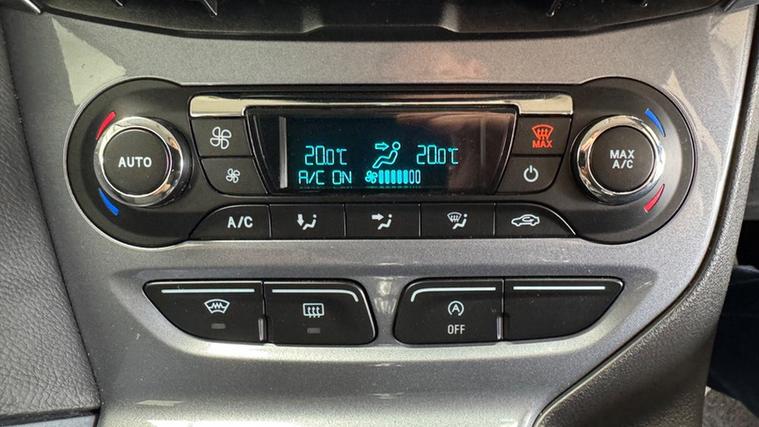 AUTO
20.0°C 20.0°C
A/C ON
MAX
MAX
A/C
A/C
A
OFF